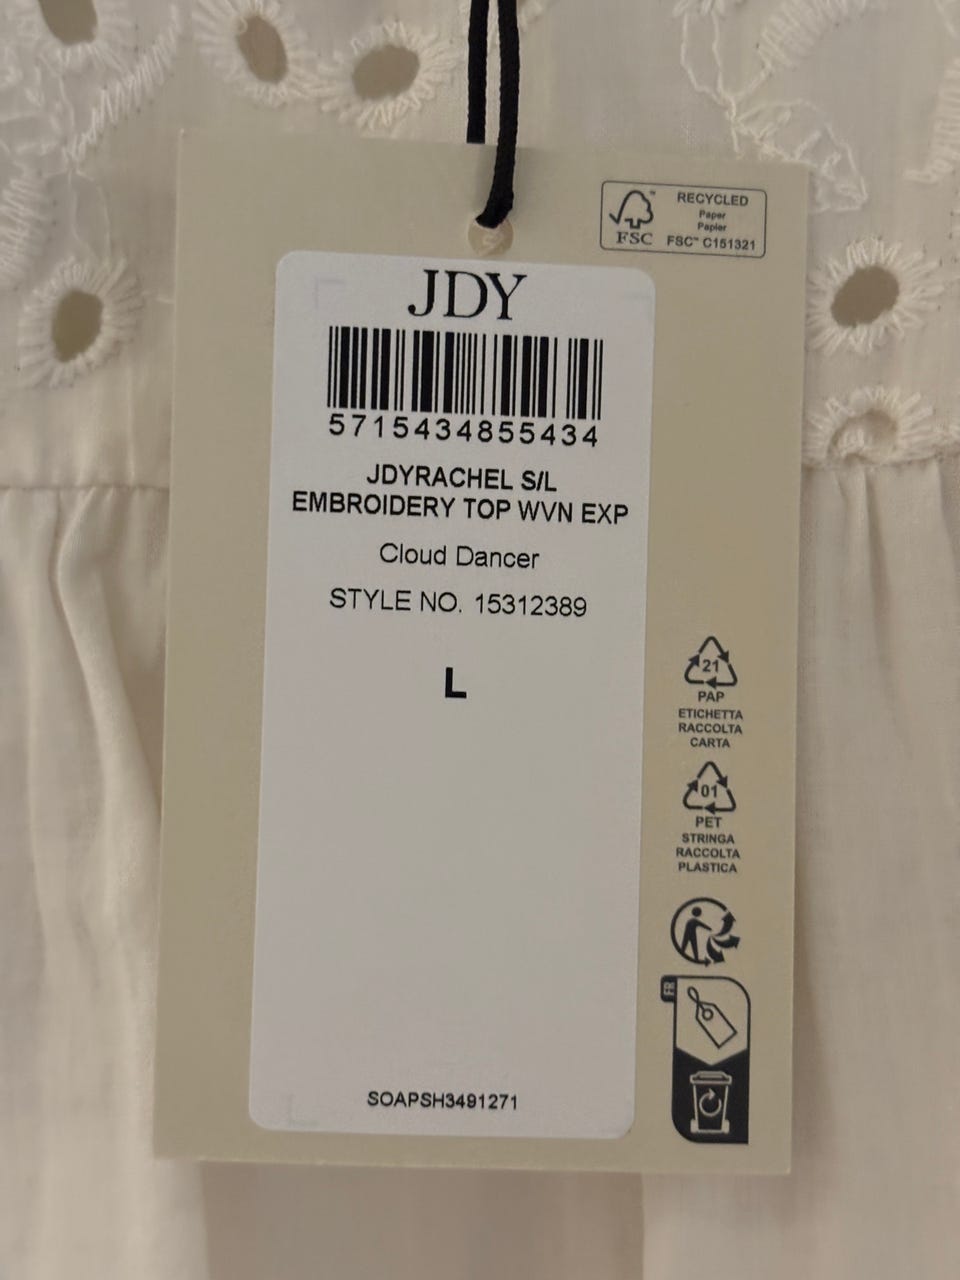 RECYCLED
Paper
Papier
FSC™ C151321
FSC
JDY
5715434855434
JDYRACHEL S/L
EMBROIDERY TOP WVN EXP
Cloud Dancer
STYLE NO. 15312389
L
21
PAP
ETICHETTA
RACCOLTA
CARTA
01
PET
STRINGA
RACCOLTA
PLASTICA
FR
SOAPSH3491271